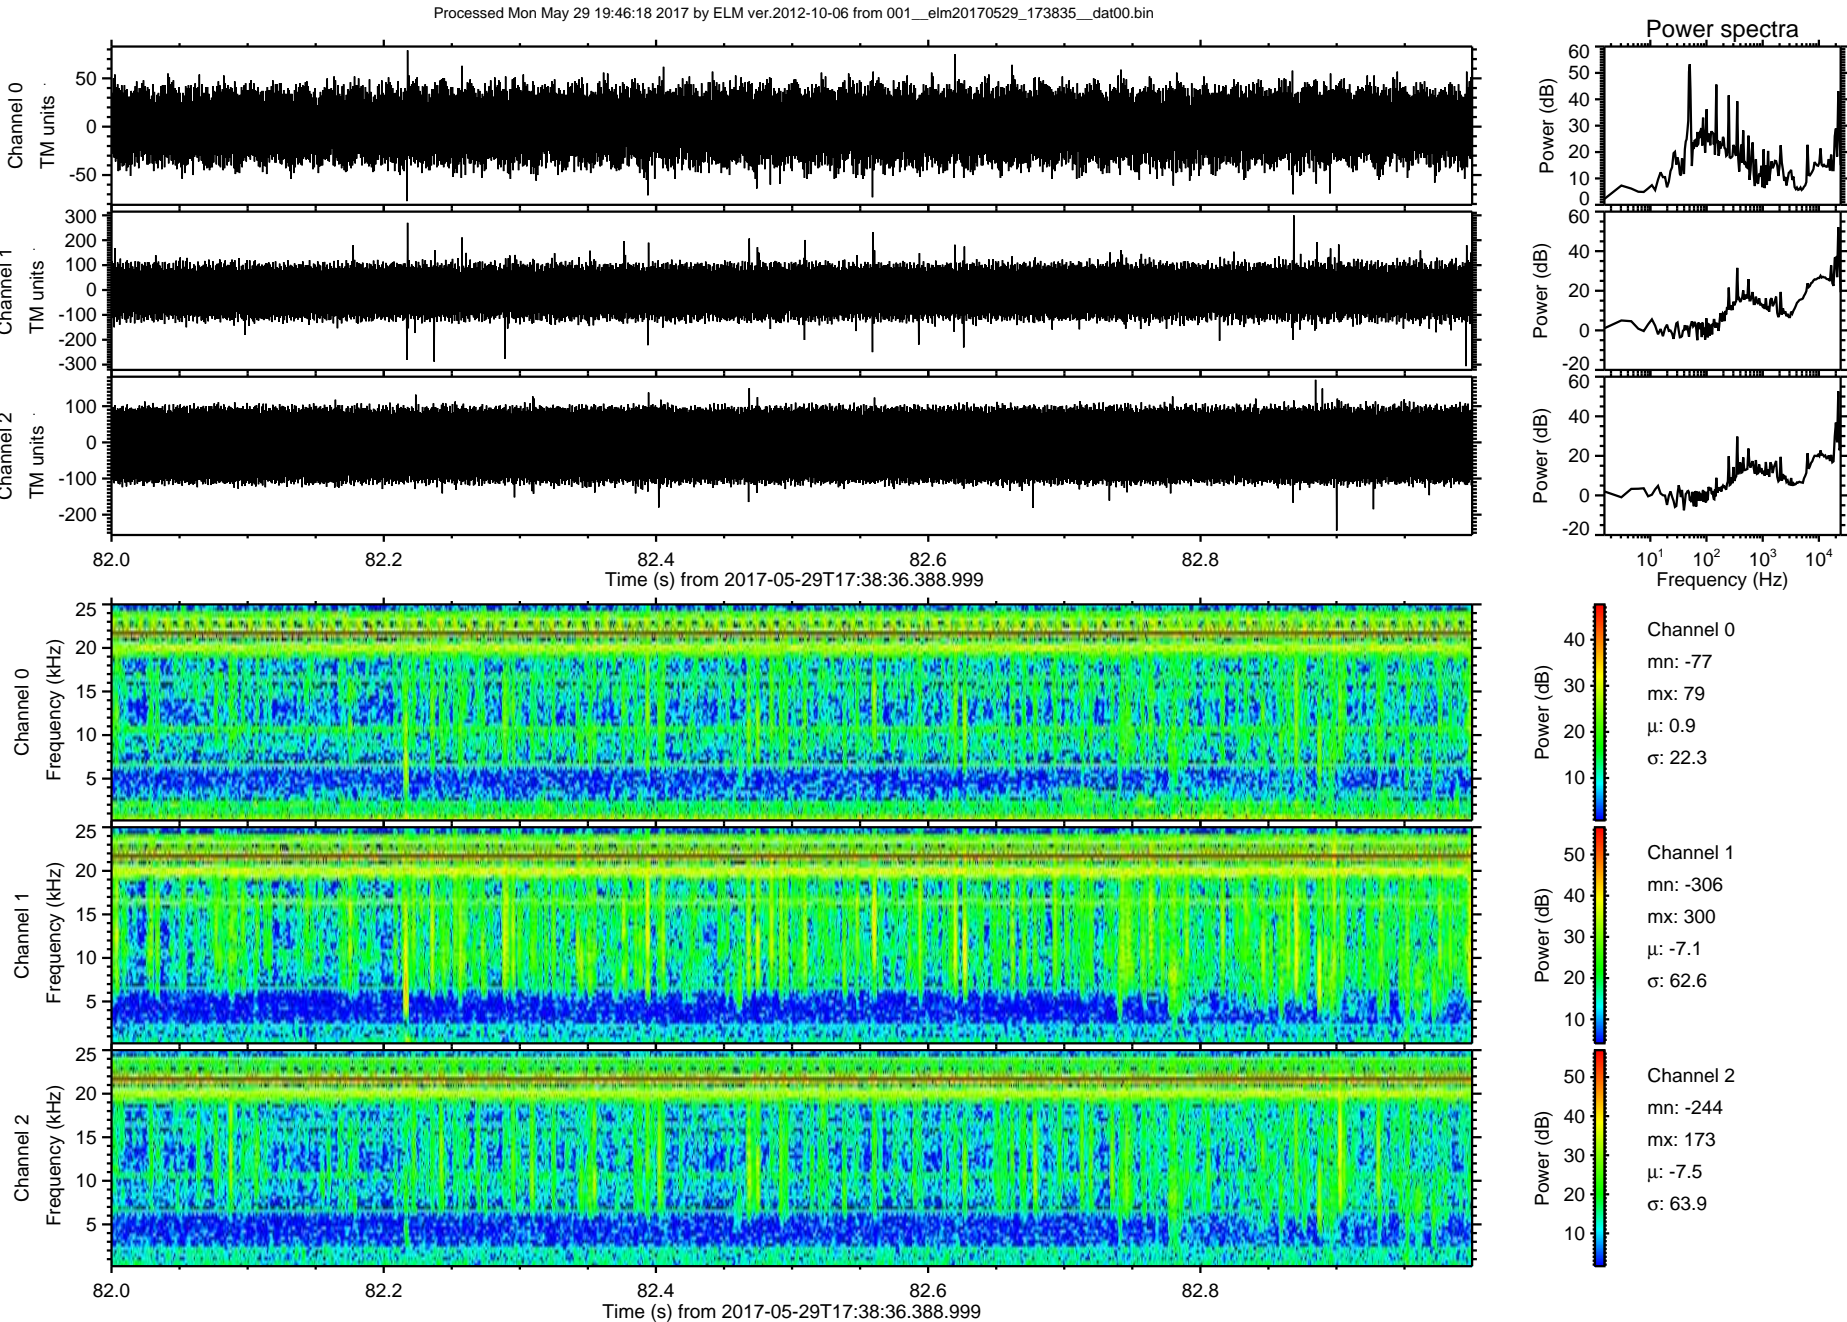 Processed Mon May 29 19:46:18 2017 by ELM ver.2012-10-06 from 001__elm20170529_173835__dat00.bin
Power spectra
Channel 0
TM units
50
0
-50
Power (dB)
60
50
40
30
20
10
0
Channel 1
TM units
300
200
100
0
-100
-200
-300
Power (dB)
60
40
20
0
-20
Channel 2
TM units
100
0
-100
-200
Power (dB)
60
40
20
0
-20
82.0 82.2 82.4 82.6 82.8
Time (s) from 2017-05-29T17:38:36.388.999
10^1 10^2 10^3 10^4
Frequency (Hz)
Channel 0
Frequency (kHz)
25
20
15
10
5
Power (dB)
40
30
20
10
Channel 0
mn: -77
mx: 79
μ: 0.9
σ: 22.3
Channel 1
Frequency (kHz)
25
20
15
10
5
Power (dB)
50
40
30
20
10
Channel 1
mn: -306
mx: 300
μ: -7.1
σ: 62.6
Channel 2
Frequency (kHz)
25
20
15
10
5
Power (dB)
50
40
30
20
10
Channel 2
mn: -244
mx: 173
μ: -7.5
σ: 63.9
82.0 82.2 82.4 82.6 82.8
Time (s) from 2017-05-29T17:38:36.388.999